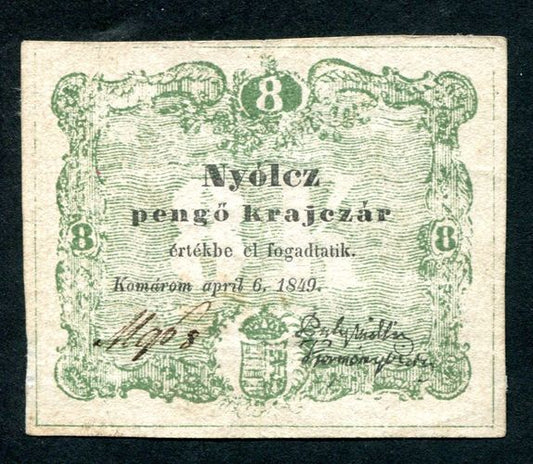 8
Nyólcz
pengő krajczár
8 8
értékbe el fogadtatik.
Komárom april 6, 1849.